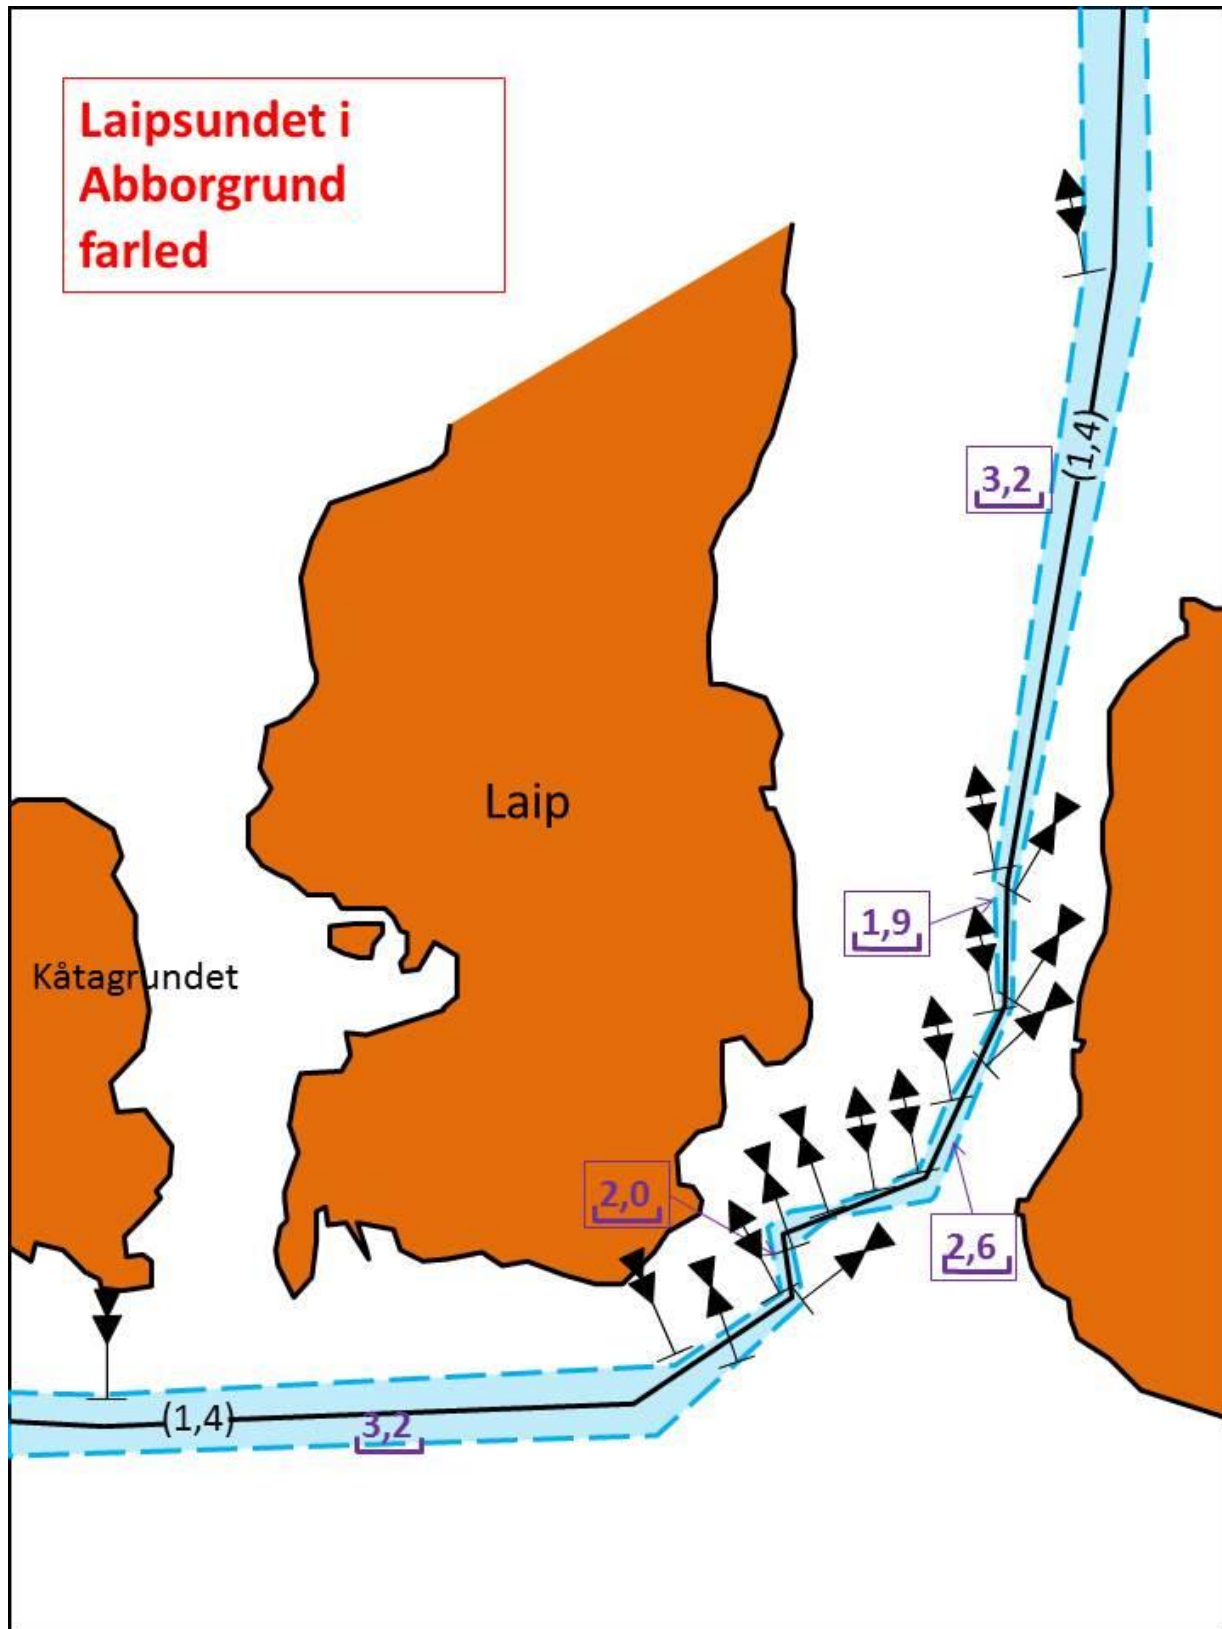 Laipsundet i
Abborgrund
farled
(1,4)
3,2
Laip
1,9
Kåtagrundet
2,0
2,6
(1,4)
3,2